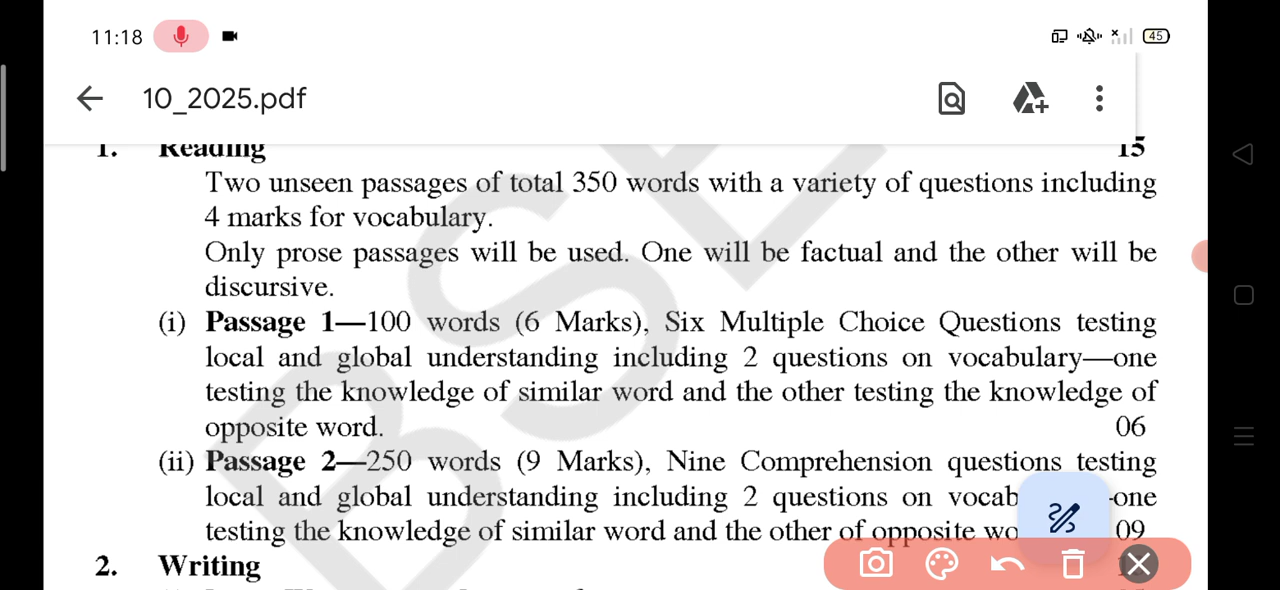 11:18
45
10_2025.pdf
1. Reading 15
Two unseen passages of total 350 words with a variety of questions including
4 marks for vocabulary.
Only prose passages will be used. One will be factual and the other will be
discursive.
(i) Passage 1—100 words (6 Marks), Six Multiple Choice Questions testing
local and global understanding including 2 questions on vocabulary—one
testing the knowledge of similar word and the other testing the knowledge of
opposite word. 06
(ii) Passage 2—250 words (9 Marks), Nine Comprehension questions testing
local and global understanding including 2 questions on vocab -one
testing the knowledge of similar word and the other of opposite wo 09
2. Writing